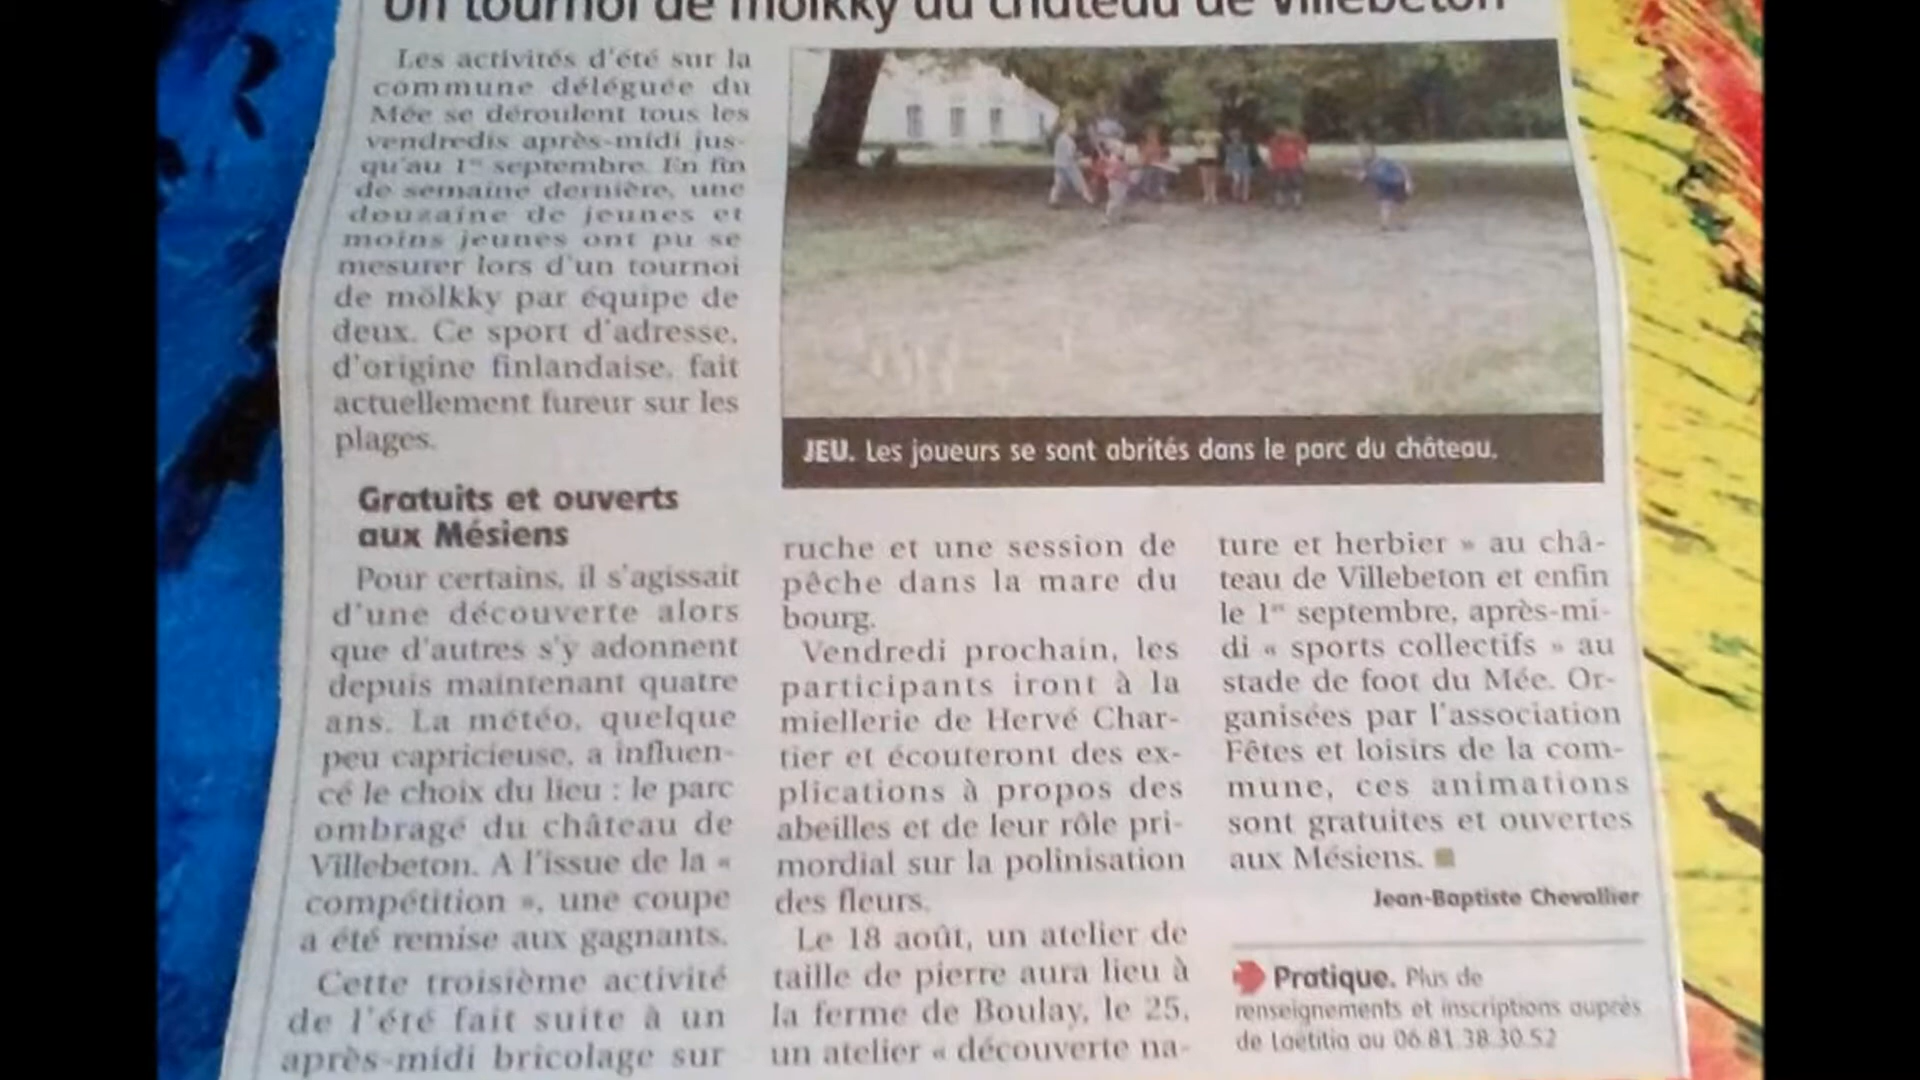 Un tournoi de mölkky au château de Villebeton
Les activités d'été sur la
commune déléguée du
Mée se déroulent tous les
vendredis après-midi jus-
qu'au 1er septembre. En fin
de semaine dernière, une
douzaine de jeunes et
moins jeunes ont pu se
mesurer lors d'un tournoi
de mölkky par équipe de
deux. Ce sport d'adresse,
d'origine finlandaise, fait
actuellement fureur sur les
plages.
Gratuits et ouverts
aux Mésiens
Pour certains, il s'agissait
d'une découverte alors
que d'autres s'y adonnent
depuis maintenant quatre
ans. La météo, quelque
peu capricieuse, a influen-
cé le choix du lieu : le parc
ombragé du château de
Villebeton. A l'issue de la «
compétition », une coupe
a été remise aux gagnants.
Cette troisième activité
de l'été fait suite à un
après-midi bricolage sur
JEU. Les joueurs se sont abrités dans le parc du château.
ruche et une session de
pêche dans la mare du
bourg.
Vendredi prochain, les
participants iront à la
miellerie de Hervé Char-
tier et écouteront des ex-
plications à propos des
abeilles et de leur rôle pri-
mordial sur la polinisation
des fleurs.
Le 18 août, un atelier de
taille de pierre aura lieu à
la ferme de Boulay, le 25,
un atelier « découverte na-
ture et herbier » au châ-
teau de Villebeton et enfin
le 1er septembre, après-mi-
di « sports collectifs » au
stade de foot du Mée. Or-
ganisées par l'association
Fêtes et loisirs de la com-
mune, ces animations
sont gratuites et ouvertes
aux Mésiens.
Jean-Baptiste Chevallier
Pratique. Plus de
renseignements et inscriptions auprès
de Laëtitia au 06.81.38.30.52